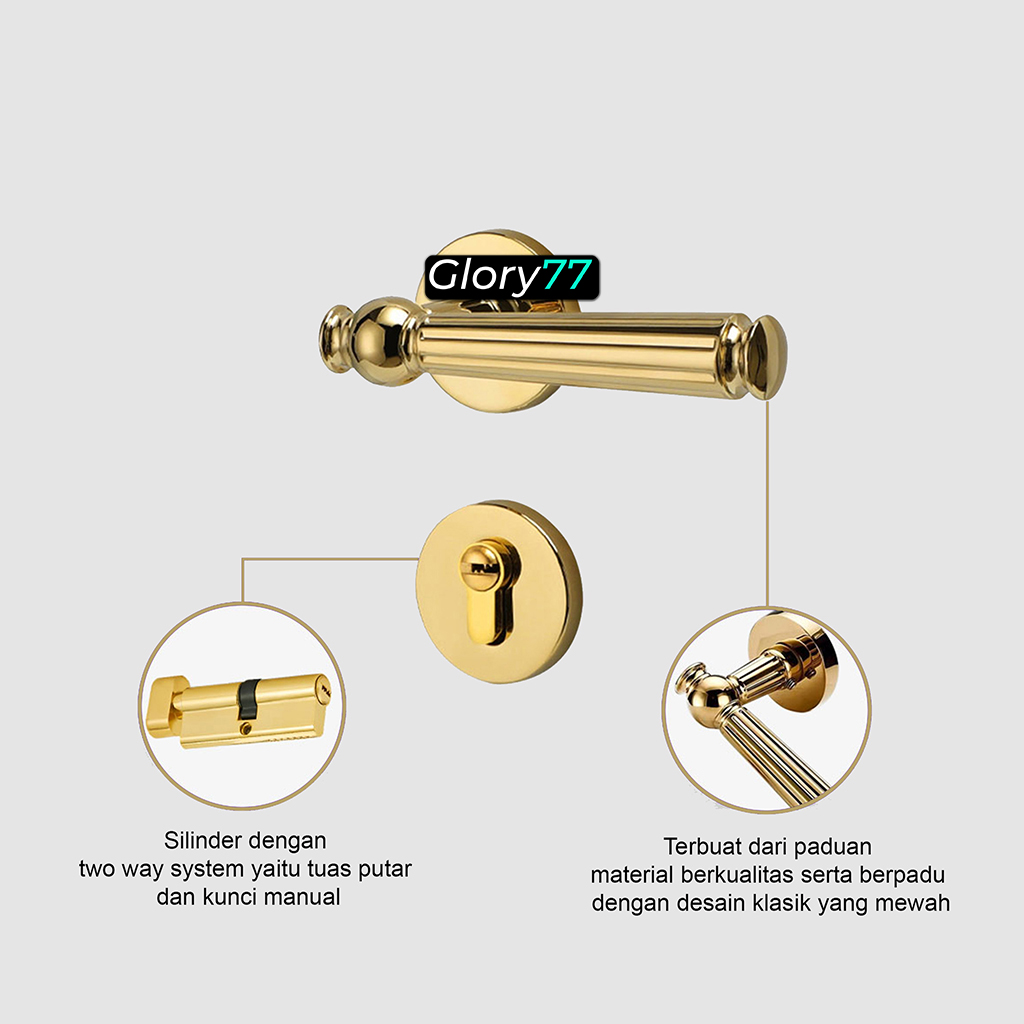 Glory77
Silinder dengan
two way system yaitu tuas putar
dan kunci manual
Terbuat dari paduan
material berkualitas serta berpadu
dengan desain klasik yang mewah